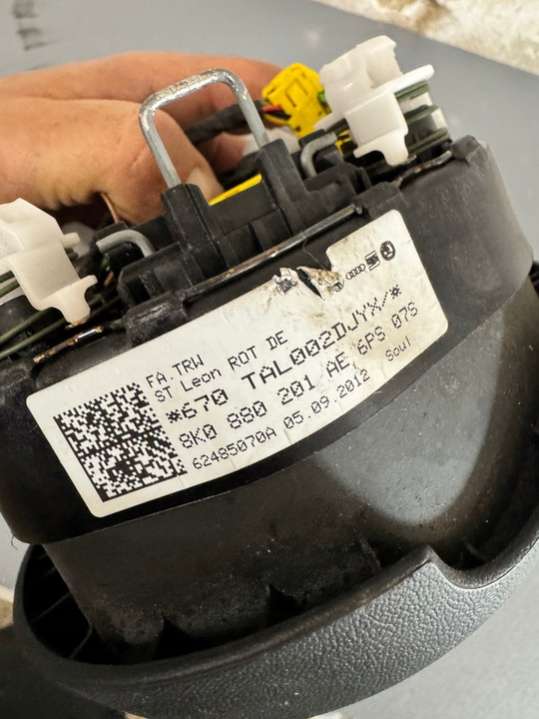 FA.TRW
ST Leon ROT DE
*670 TAL002DJYX/*
8K0 880 201 AE 6PS 07S
62485070A 05.09.2012 Soul